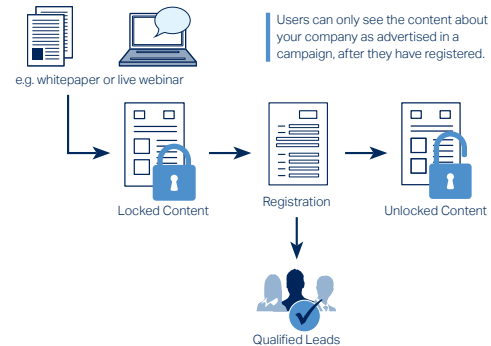 Users can only see the content about
your company as advertised in a
campaign, after they have registered.
e.g. whitepaper or live webinar
Locked Content
Registration
Unlocked Content
Qualified Leads